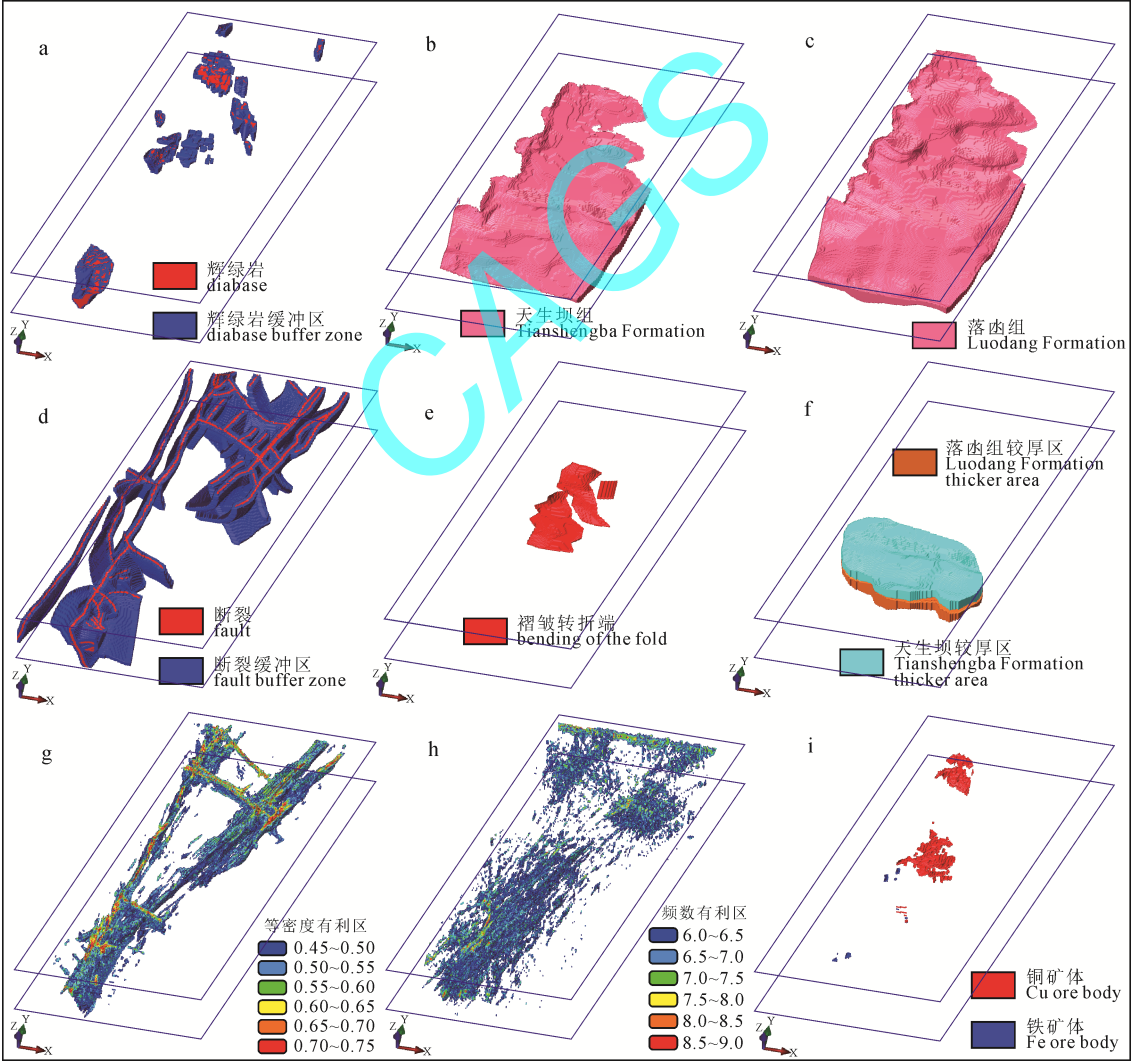 a
辉绿岩
diabase
辉绿岩缓冲区
diabase buffer zone
Z
Y
X
b
天生坝组
Tianshengba Formation
Z
Y
X
c
落凼组
Luodang Formation
Z
Y
X
d
断裂
fault
断裂缓冲区
fault buffer zone
Z
Y
X
e
褶皱转折端
bending of the fold
Z
Y
X
f
落凼组较厚区
Luodang Formation
thicker area
天生坝较厚区
Tianshengba Formation
thicker area
Z
Y
X
g
等密度有利区
0.45~0.50
0.50~0.55
0.55~0.60
0.60~0.65
0.65~0.70
0.70~0.75
Z
Y
X
h
频数有利区
6.0~6.5
6.5~7.0
7.0~7.5
7.5~8.0
8.0~8.5
8.5~9.0
Z
Y
X
i
铜矿体
Cu ore body
铁矿体
Fe ore body
Z
Y
X
CAGS